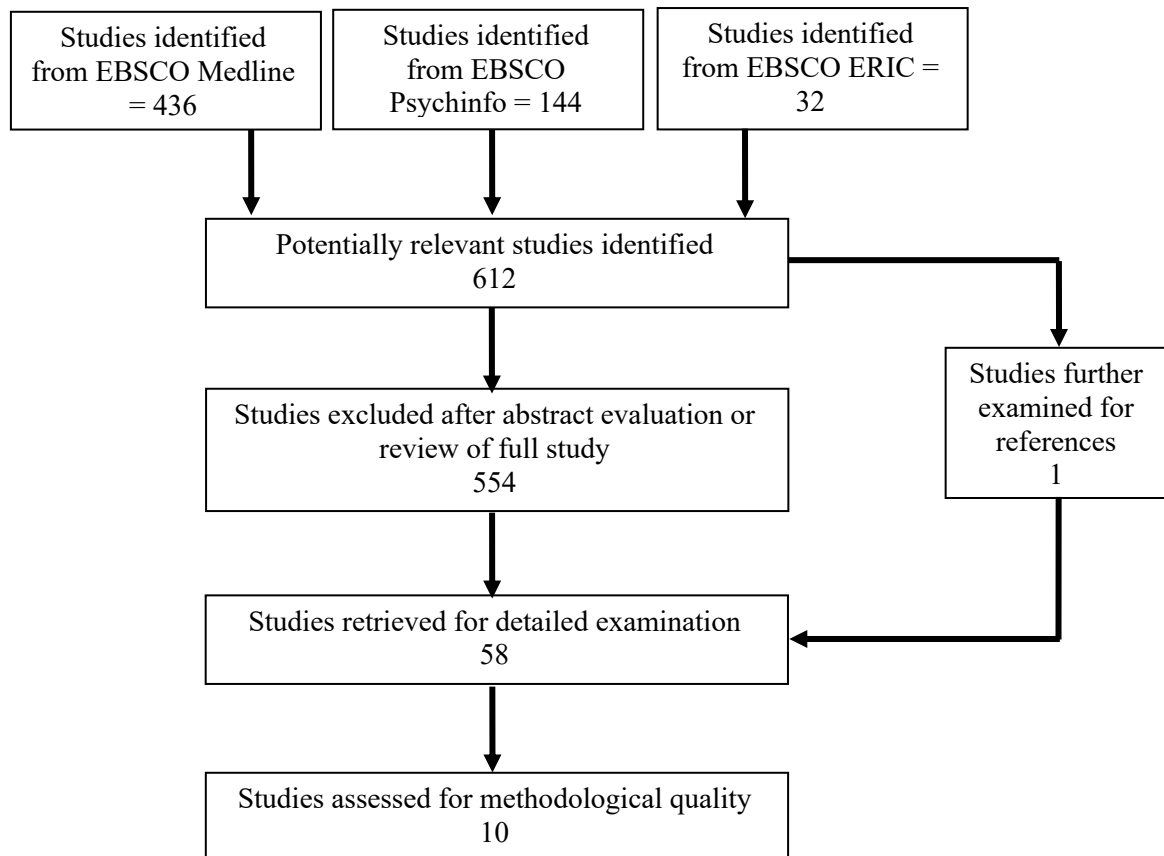 Studies identified
from EBSCO Medline
= 436
Studies identified
from EBSCO
Psychinfo = 144
Studies identified
from EBSCO ERIC =
32
Potentially relevant studies identified
612
Studies further
examined for
references
1
Studies excluded after abstract evaluation or
review of full study
554
Studies retrieved for detailed examination
58
Studies assessed for methodological quality
10